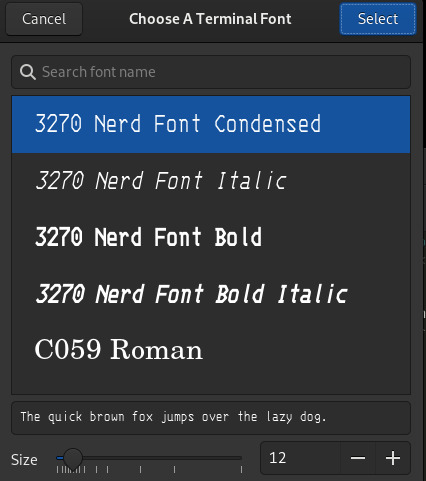 Cancel Choose A Terminal Font Select
Search font name
3270 Nerd Font Condensed
3270 Nerd Font Italic
3270 Nerd Font Bold
3270 Nerd Font Bold Italic
C059 Roman
The quick brown fox jumps over the lazy dog.
Size 12 − +